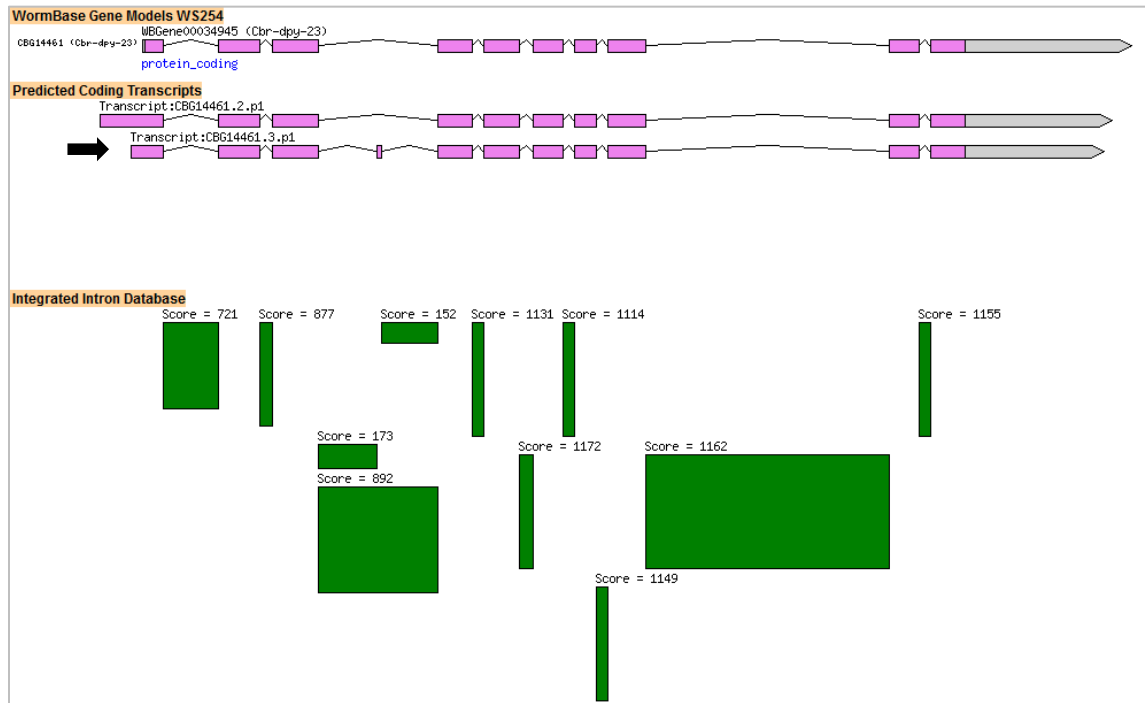 WormBase Gene Models WS254
WBGene00034945 (Cbr-dpy-23)
CBG14461 (Cbr-dpy-23)
protein_coding
Predicted Coding Transcripts
Transcript:CBG14461.2.p1
Transcript:CBG14461.3.p1
Integrated Intron Database
Score = 721
Score = 877
Score = 152
Score = 1131
Score = 1114
Score = 1155
Score = 173
Score = 1172
Score = 1162
Score = 892
Score = 1149